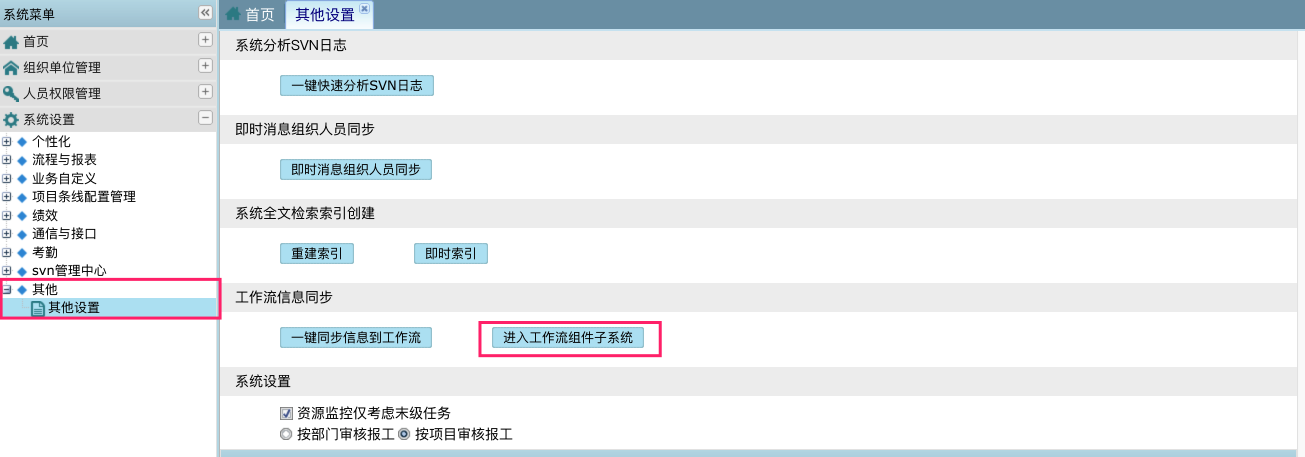 系统菜单
首页
组织单位管理
人员权限管理
系统设置
个性化
流程与报表
业务自定义
项目条线配置管理
绩效
通信与接口
考勤
svn管理中心
其他
其他设置
首页 其他设置
系统分析SVN日志
一键快速分析SVN日志
即时消息组织人员同步
即时消息组织人员同步
系统全文检索索引创建
重建索引 即时索引
工作流信息同步
一键同步信息到工作流 进入工作流组件子系统
系统设置
资源监控仅考虑末级任务
按部门审核报工 按项目审核报工